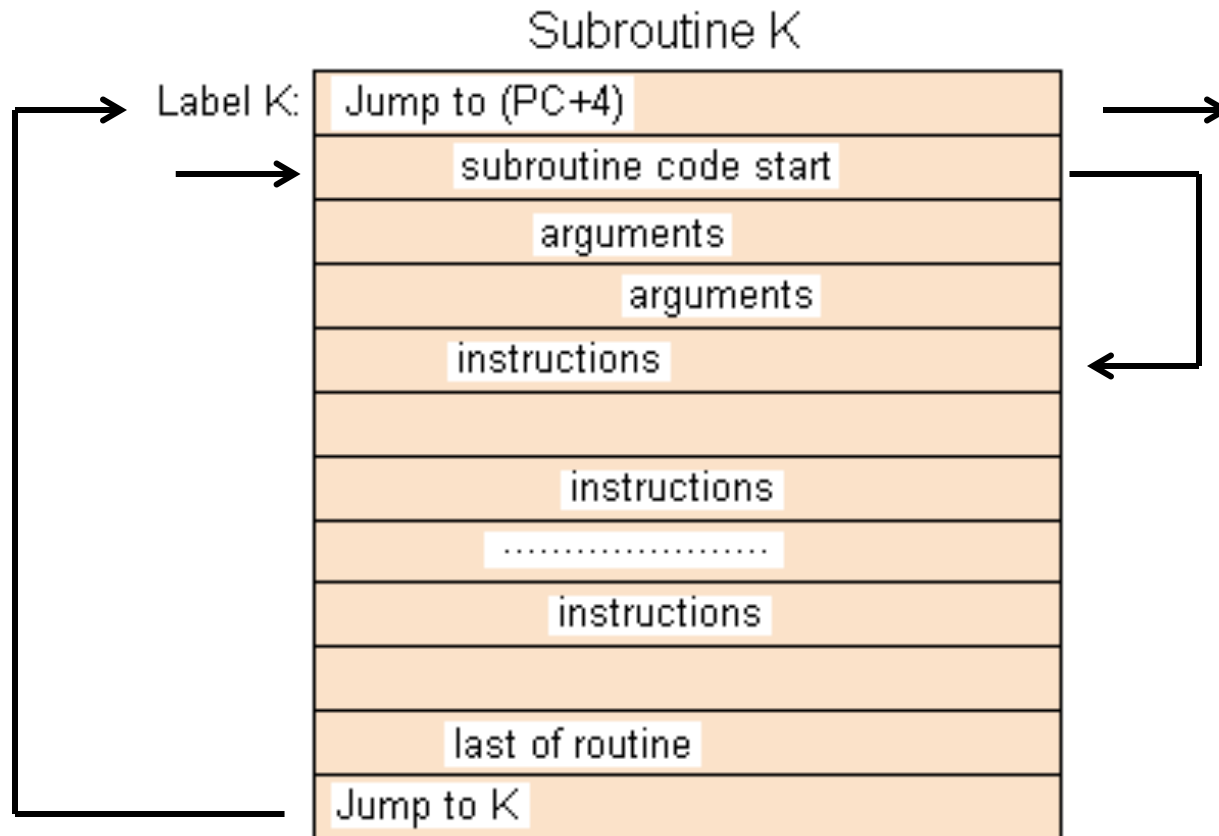 Subroutine K
Label K: Jump to (PC+4)
subroutine code start
arguments
arguments
instructions
instructions
......................
instructions
last of routine
Jump to K